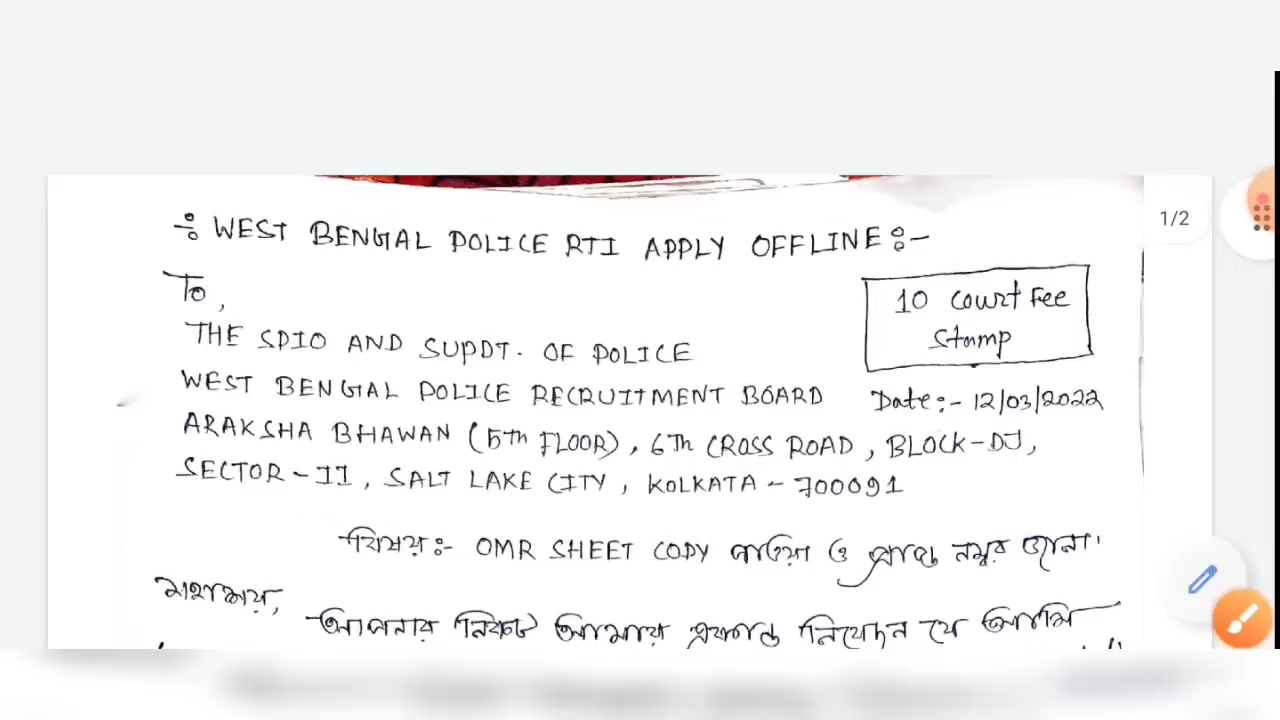 ÷ WEST BENGAL POLICE RTI APPLY OFFLINE :-
To,
10 Court Fee
Stamp
THE SPIO AND SUPDT. OF POLICE
WEST BENGAL POLICE RECRUITMENT BOARD
Date:- 12/03/2022
ARAKSHA BHAWAN (5th FLOOR), 6Th CROSS ROAD, BLOCK-DJ,
SECTOR-II, SALT LAKE CITY, KOLKATA - 700091
বিষয়:- OMR SHEET COPY পাওয়া ও প্রাপ্ত নম্বর জানা।
মহাশয়,
আপনার নিকট আমার একান্ত নিবেদন যে আমি
1/2